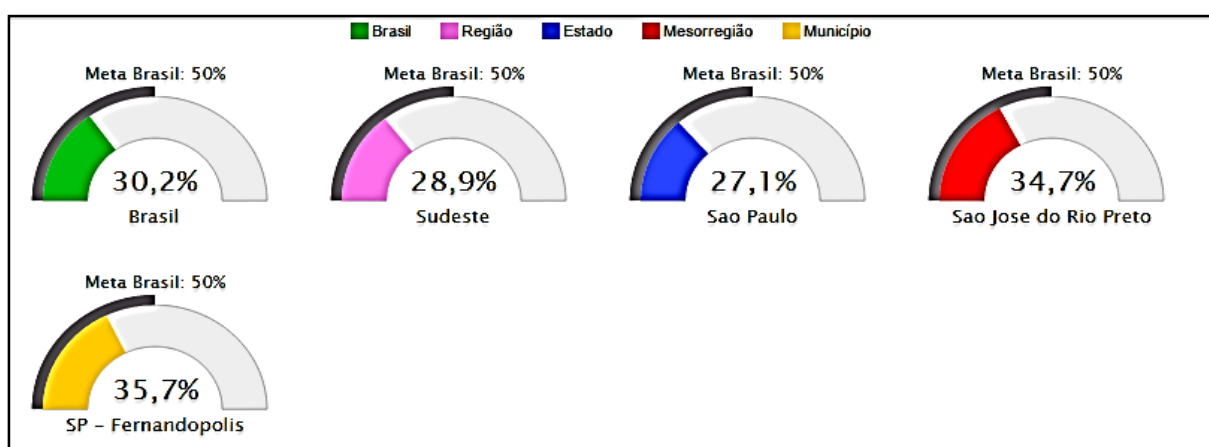 Brasil Região Estado Mesorregião Município
Meta Brasil: 50% Meta Brasil: 50% Meta Brasil: 50% Meta Brasil: 50%
30,2% 28,9% 27,1% 34,7%
Brasil Sudeste Sao Paulo Sao Jose do Rio Preto
Meta Brasil: 50%
35,7%
SP - Fernandopolis